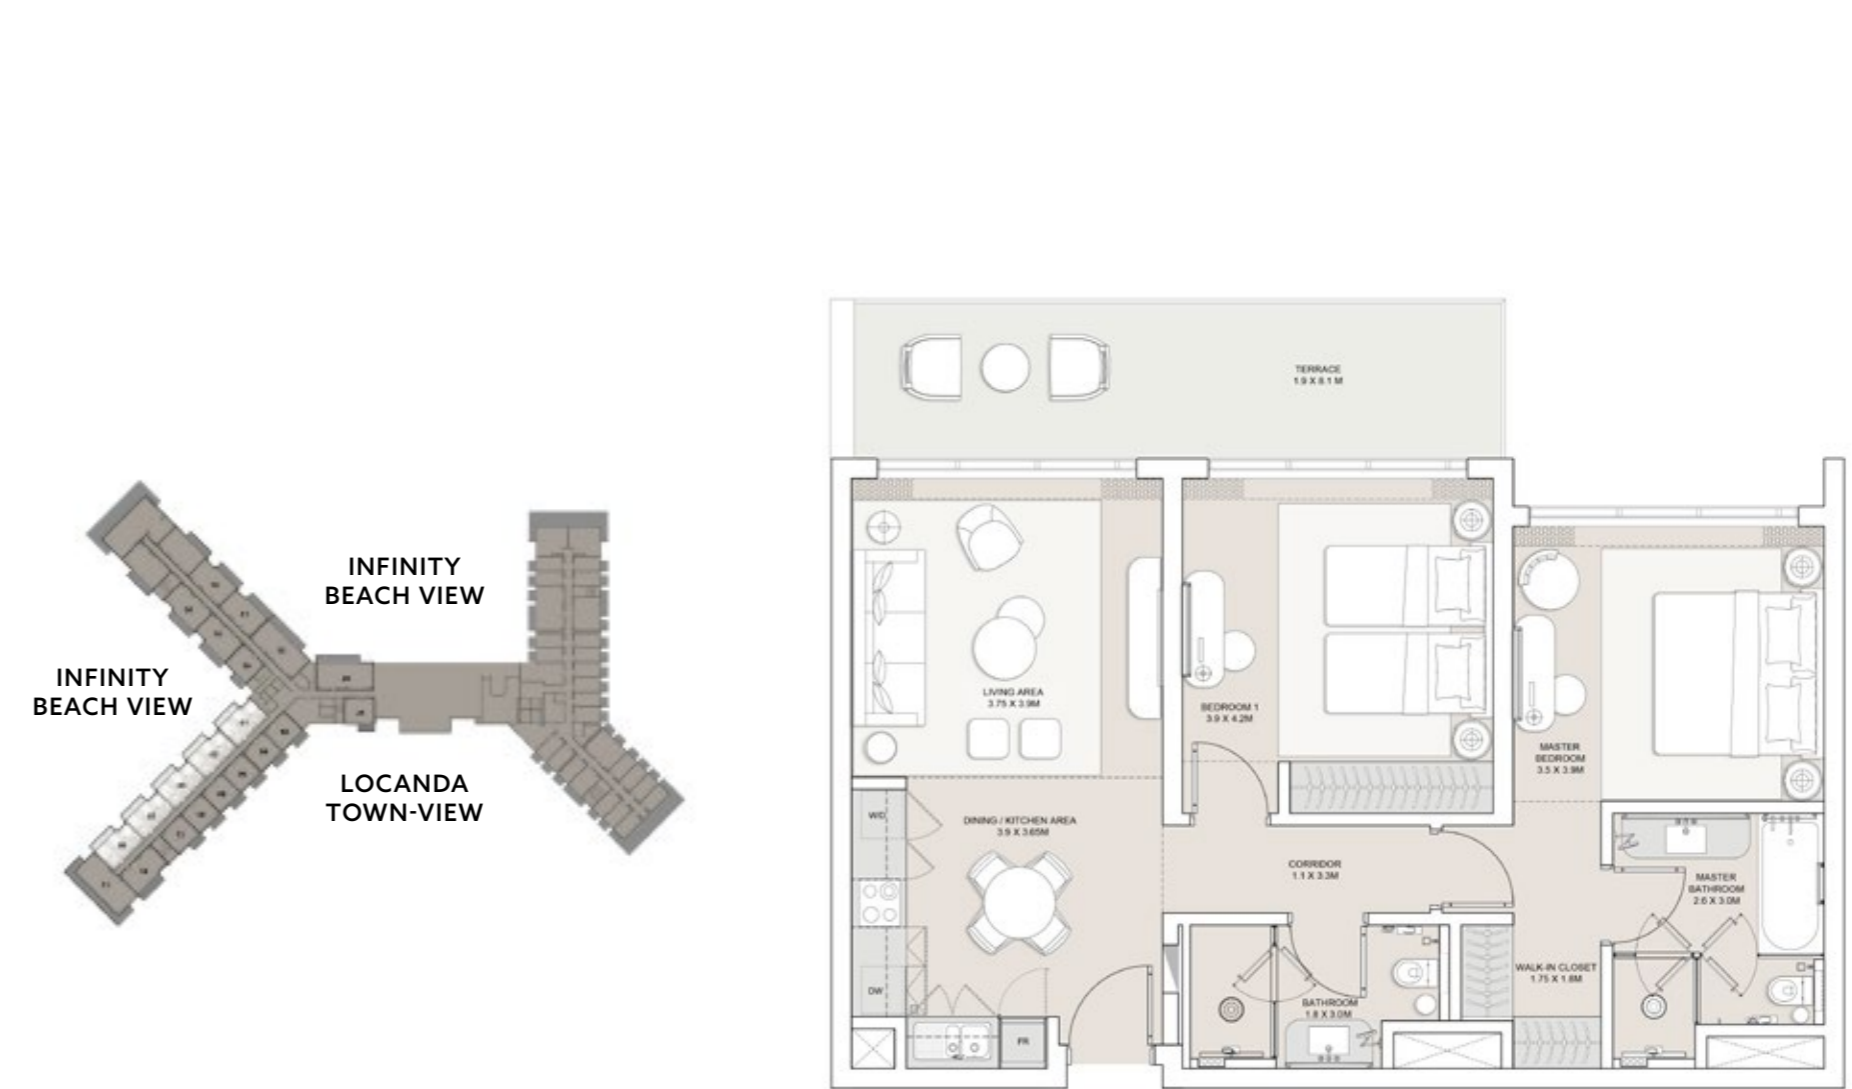 INFINITY
BEACH VIEW
INFINITY
BEACH VIEW
LOCANDA
TOWN-VIEW
TERRACE
1.9 X 8.1 M
LIVING AREA
3.75 X 3.9M
BEDROOM 1
3.9 X 4.2M
MASTER
BEDROOM
3.5 X 3.9M
W/D
DINING / KITCHEN AREA
3.9 X 3.65M
CORRIDOR
1.1 X 3.3M
MASTER
BATHROOM
2.6 X 3.0M
WALK-IN CLOSET
1.75 X 1.8M
DW
BATHROOM
1.8 X 3.0M
FR